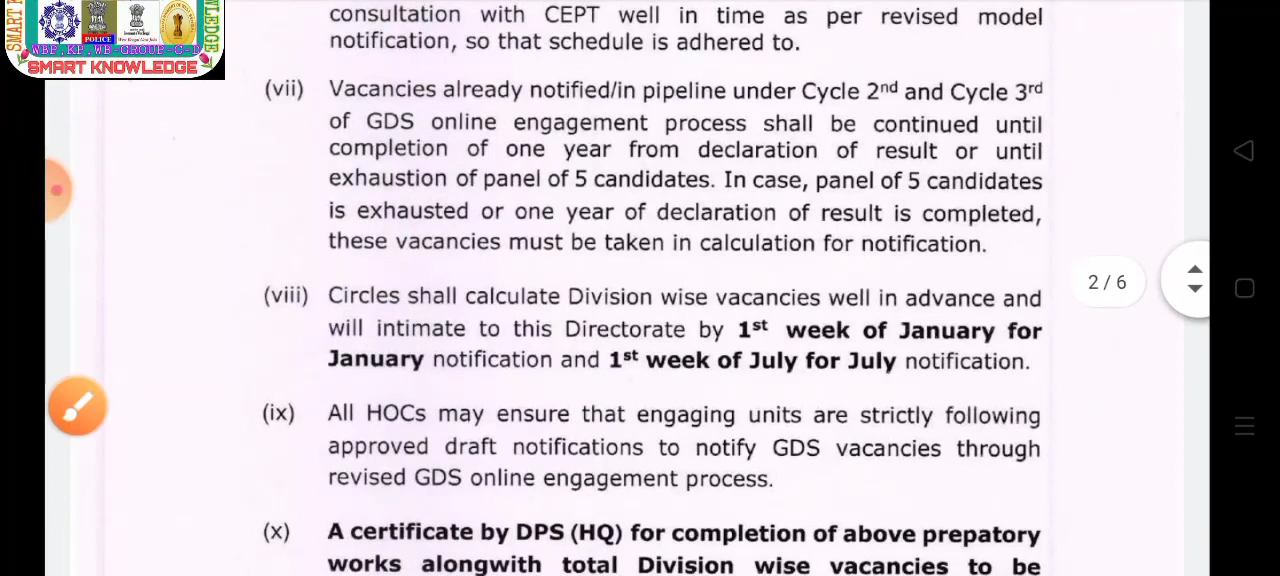 SMART K
WLEDGE
POLICE
WBP,KP,WB-GROUP-C-D
SMART KNOWLEDGE
consultation with CEPT well in time as per revised model
notification, so that schedule is adhered to.
(vii) Vacancies already notified/in pipeline under Cycle 2nd and Cycle 3rd
of GDS online engagement process shall be continued until
completion of one year from declaration of result or until
exhaustion of panel of 5 candidates. In case, panel of 5 candidates
is exhausted or one year of declaration of result is completed,
these vacancies must be taken in calculation for notification.
2 / 6
(viii) Circles shall calculate Division wise vacancies well in advance and
will intimate to this Directorate by 1st week of January for
January notification and 1st week of July for July notification.
(ix) All HOCs may ensure that engaging units are strictly following
approved draft notifications to notify GDS vacancies through
revised GDS online engagement process.
(x) A certificate by DPS (HQ) for completion of above prepatory
works alongwith total Division wise vacancies to be